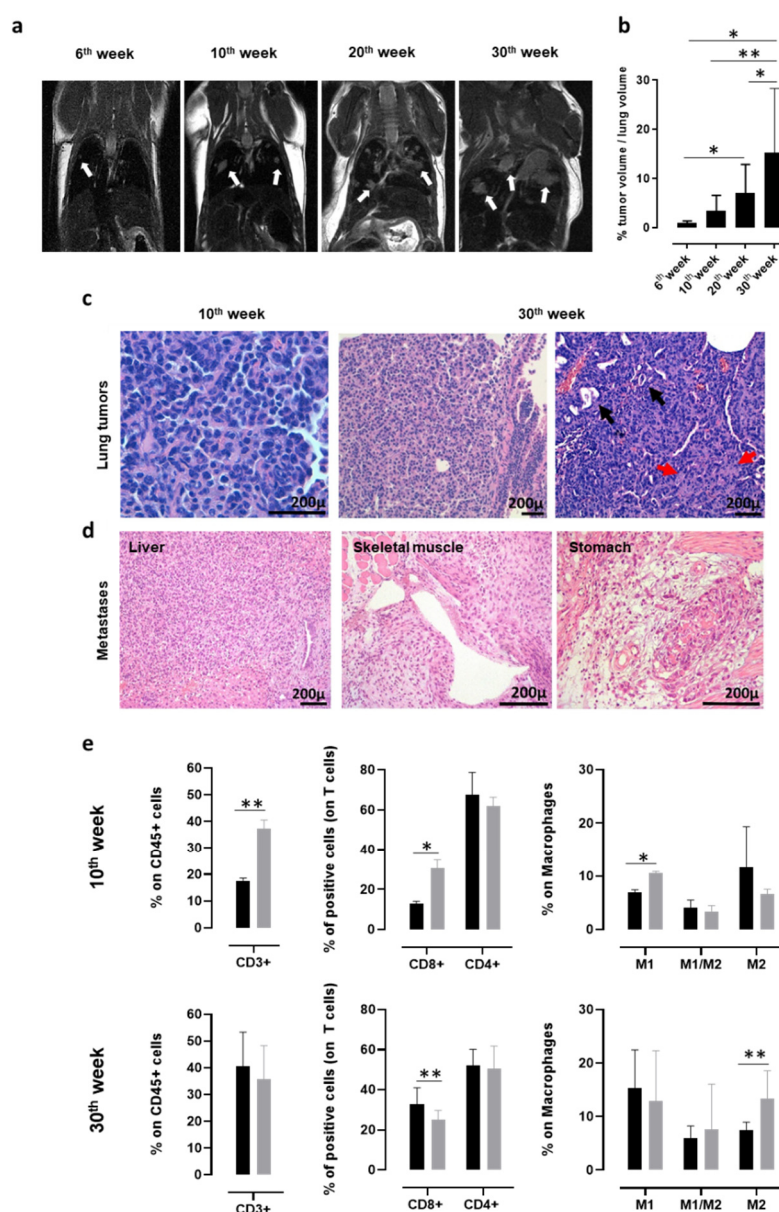 a
6th week
10th week
20th week
30th week
b
*
**
*
*
30
20
10
0
% tumor volume / lung volume
6th week
10th week
20th week
30th week
c
10th week
30th week
Lung tumors
200µ
200µ
200µ
d
Metastases
Liver
Skeletal muscle
Stomach
200µ
200µ
200µ
e
10th week
% on CD45+ cells
60
50
40
30
20
10
0
**
CD3+
% of positive cells (on T cells)
80
60
40
20
0
*
CD8+ CD4+
% on Macrophages
30
20
10
0
*
M1 M1/M2 M2
30th week
% on CD45+ cells
60
50
40
30
20
10
0
CD3+
% of positive cells (on T cells)
80
60
40
20
0
**
CD8+ CD4+
% on Macrophages
30
20
10
0
**
M1 M1/M2 M2